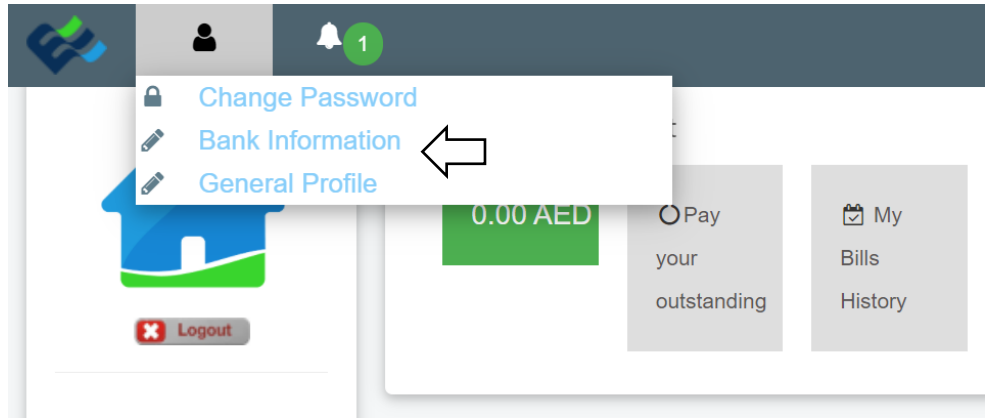 1
Change Password
Bank Information
General Profile
0.00 AED
Pay
your
outstanding
My
Bills
History
Logout